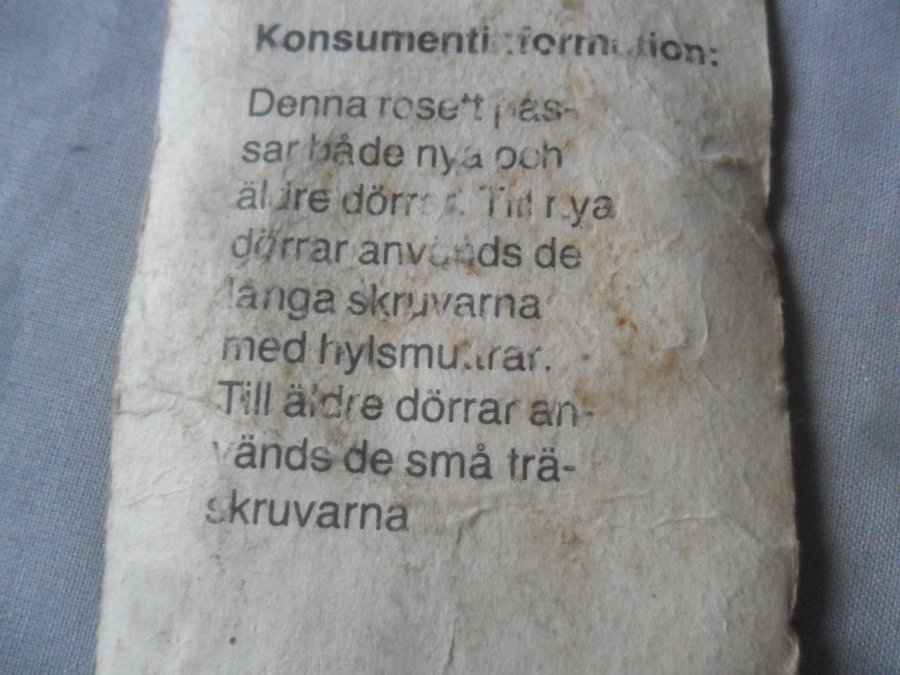 Konsumentinformation:
Denna rosett pas-
sar både nya och
äldre dörrar. Till nya
dörrar används de
långa skruvarna
med hylsmuttrar.
Till äldre dörrar an-
vänds de små trä-
skruvarna